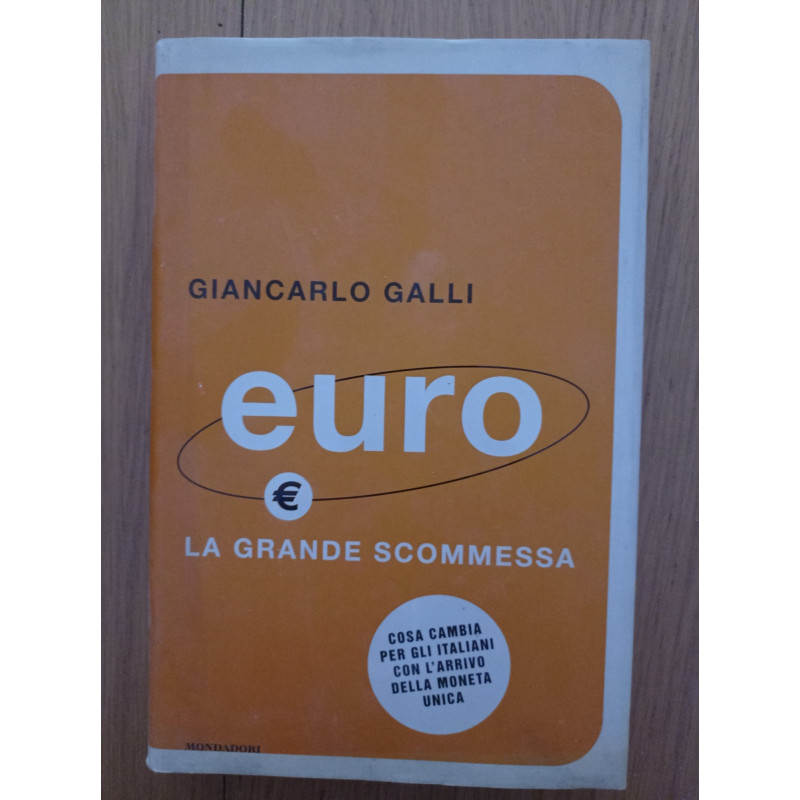 GIANCARLO GALLI
euro
€
LA GRANDE SCOMMESSA
COSA CAMBIA
PER GLI ITALIANI
CON L'ARRIVO
DELLA MONETA
UNICA
MONDADORI